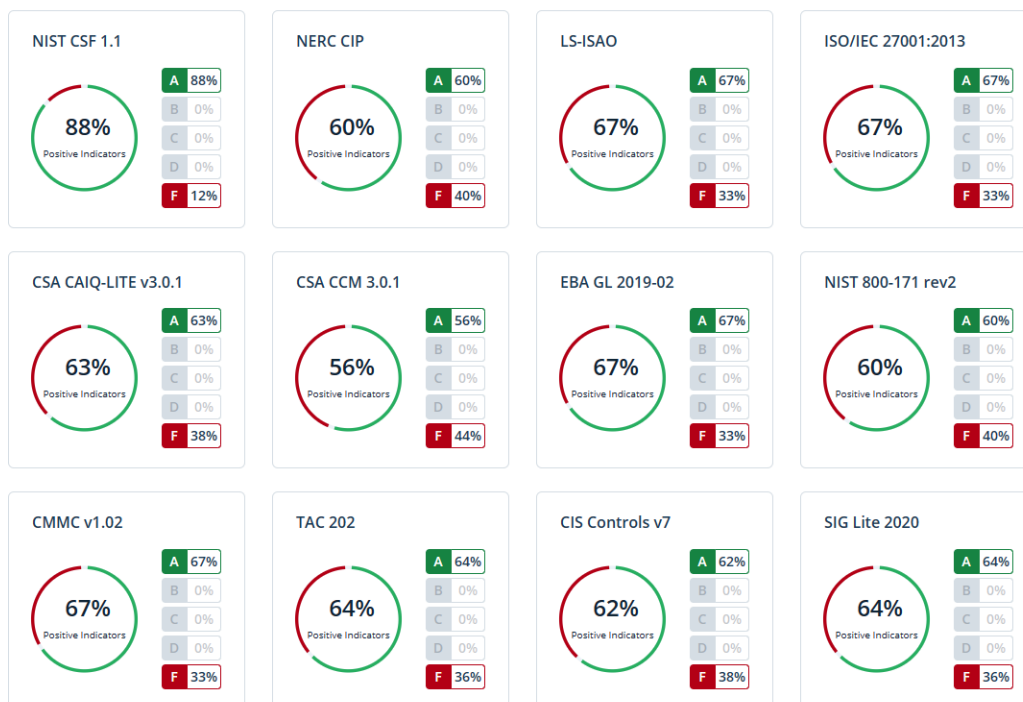 NIST CSF 1.1
88%
Positive Indicators
A 88%
B 0%
C 0%
D 0%
F 12%
NERC CIP
60%
Positive Indicators
A 60%
B 0%
C 0%
D 0%
F 40%
LS-ISAO
67%
Positive Indicators
A 67%
B 0%
C 0%
D 0%
F 33%
ISO/IEC 27001:2013
67%
Positive Indicators
A 67%
B 0%
C 0%
D 0%
F 33%
CSA CAIQ-LITE v3.0.1
63%
Positive Indicators
A 63%
B 0%
C 0%
D 0%
F 38%
CSA CCM 3.0.1
56%
Positive Indicators
A 56%
B 0%
C 0%
D 0%
F 44%
EBA GL 2019-02
67%
Positive Indicators
A 67%
B 0%
C 0%
D 0%
F 33%
NIST 800-171 rev2
60%
Positive Indicators
A 60%
B 0%
C 0%
D 0%
F 40%
CMMC v1.02
67%
Positive Indicators
A 67%
B 0%
C 0%
D 0%
F 33%
TAC 202
64%
Positive Indicators
A 64%
B 0%
C 0%
D 0%
F 36%
CIS Controls v7
62%
Positive Indicators
A 62%
B 0%
C 0%
D 0%
F 38%
SIG Lite 2020
64%
Positive Indicators
A 64%
B 0%
C 0%
D 0%
F 36%